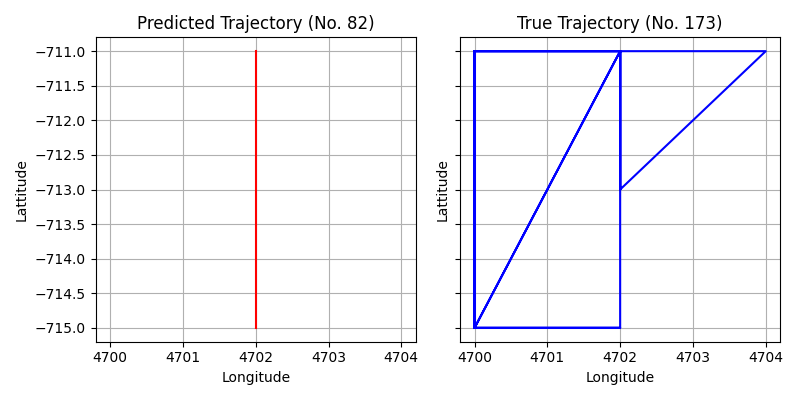 Predicted Trajectory (No. 82)
True Trajectory (No. 173)
−711.0
−711.5
−712.0
−712.5
−713.0
−713.5
−714.0
−714.5
−715.0
Lattitude
Lattitude
4700 4701 4702 4703 4704
4700 4701 4702 4703 4704
Longitude
Longitude